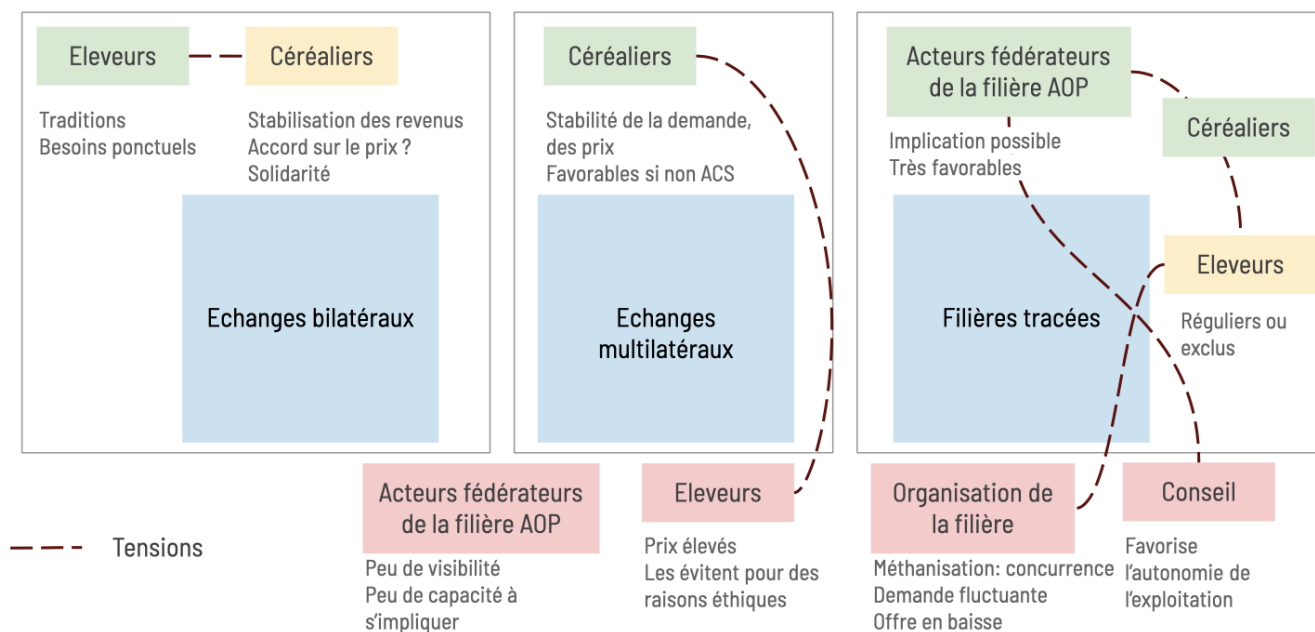 Eleveurs
Céréaliers
Traditions
Besoins ponctuels
Stabilisation des revenus
Accord sur le prix ?
Solidarité
Echanges bilatéraux
Céréaliers
Stabilité de la demande,
des prix
Favorables si non ACS
Echanges
multilatéraux
Acteurs fédérateurs
de la filière AOP
Implication possible
Très favorables
Céréaliers
Filières tracées
Eleveurs
Réguliers ou
exclus
Tensions
Acteurs fédérateurs
de la filière AOP
Peu de visibilité
Peu de capacité à
s'impliquer
Eleveurs
Prix élevés
Les évitent pour des
raisons éthiques
Organisation de
la filière
Méthanisation: concurrence
Demande fluctuante
Offre en baisse
Conseil
Favorise
l'autonomie de
l'exploitation